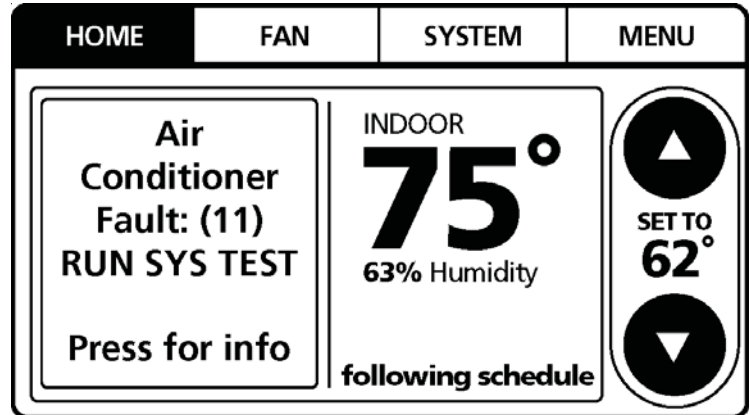 HOME FAN SYSTEM MENU
Air
Conditioner
Fault: (11)
RUN SYS TEST
Press for info
INDOOR
75°
63% Humidity
following schedule
SET TO
62°